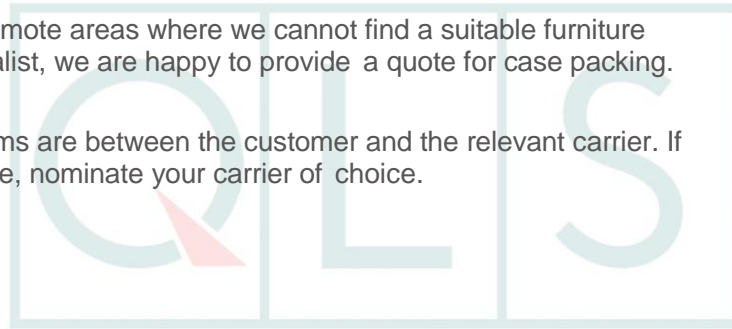 mote areas where we cannot find a suitable furniture
alist, we are happy to provide a quote for case packing.
ms are between the customer and the relevant carrier. If
e, nominate your carrier of choice.
QLS